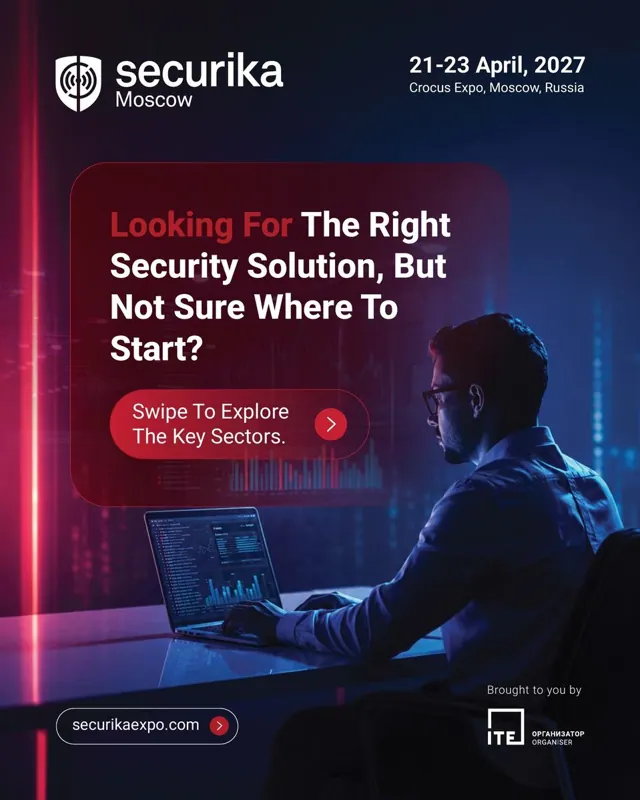 securika
Moscow
21-23 April, 2027
Crocus Expo, Moscow, Russia
Looking For The Right
Security Solution, But
Not Sure Where To
Start?
Swipe To Explore
The Key Sectors.
securikaexpo.com
Brought to you by
ITE
ОРГАНИЗАТОР
ORGANISER